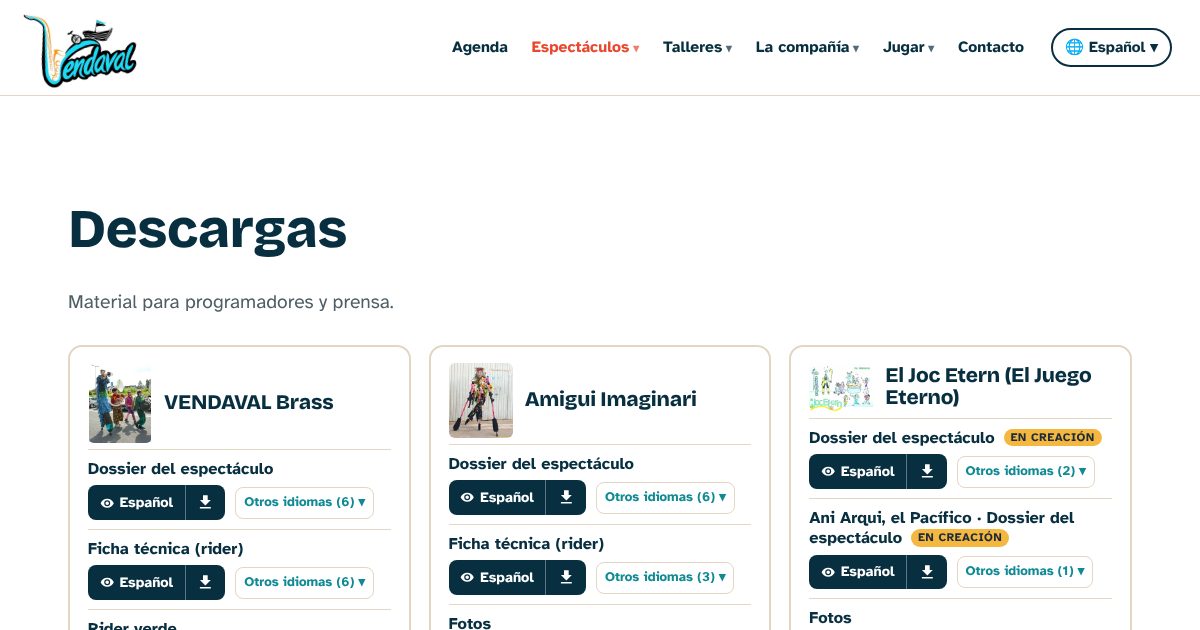 Vendaval
Agenda
Espectáculos ▾
Talleres ▾
La compañía ▾
Jugar ▾
Contacto
🌐 Español ▾
Descargas
Material para programadores y prensa.
VENDAVAL Brass
Dossier del espectáculo
Español
Otros idiomas (6) ▾
Ficha técnica (rider)
Español
Otros idiomas (6) ▾
Rider verde
Amigui Imaginari
Dossier del espectáculo
Español
Otros idiomas (6) ▾
Ficha técnica (rider)
Español
Otros idiomas (3) ▾
Fotos
El Joc Etern (El Juego
Eterno)
Dossier del espectáculo EN CREACIÓN
Español
Otros idiomas (2) ▾
Ani Arqui, el Pacífico · Dossier del
espectáculo EN CREACIÓN
Español
Otros idiomas (1) ▾
Fotos